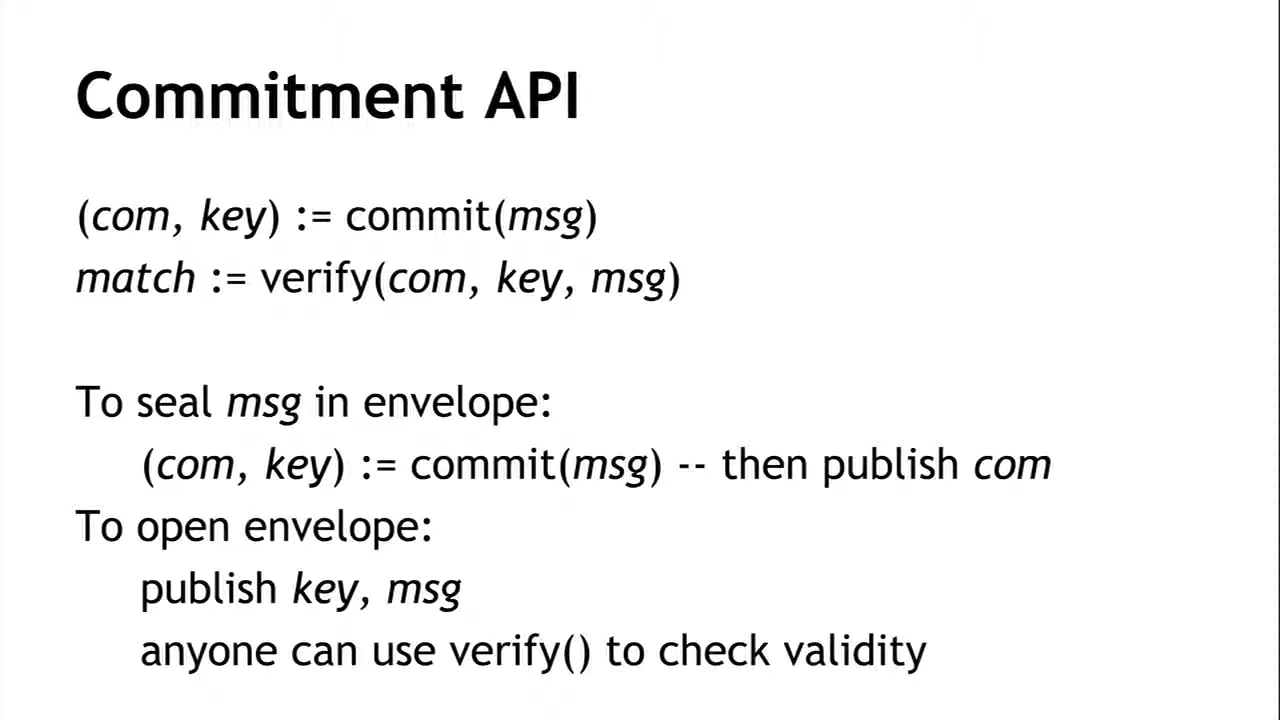 Commitment API
(com, key) := commit(msg)
match := verify(com, key, msg)
To seal msg in envelope:
(com, key) := commit(msg) -- then publish com
To open envelope:
publish key, msg
anyone can use verify() to check validity